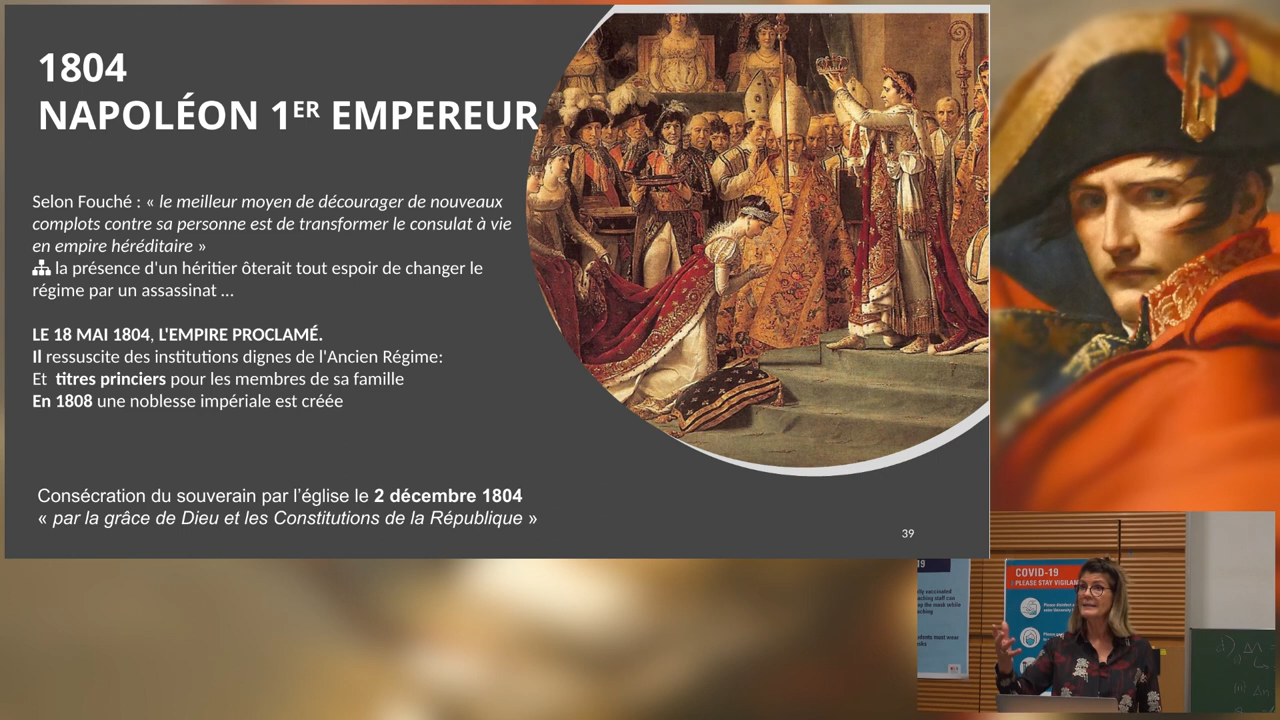 1804
NAPOLÉON 1ER EMPEREUR
Selon Fouché : « le meilleur moyen de décourager de nouveaux
complots contre sa personne est de transformer le consulat à vie
en empire héréditaire »
la présence d'un héritier ôterait tout espoir de changer le
régime par un assassinat ...
LE 18 MAI 1804, L'EMPIRE PROCLAMÉ.
Il ressuscite des institutions dignes de l'Ancien Régime:
Et titres princiers pour les membres de sa famille
En 1808 une noblesse impériale est créée
Consécration du souverain par l'église le 2 décembre 1804
« par la grâce de Dieu et les Constitutions de la République »
39
19
vaccinated
COVID-19
PLEASE STAY VIGILAN